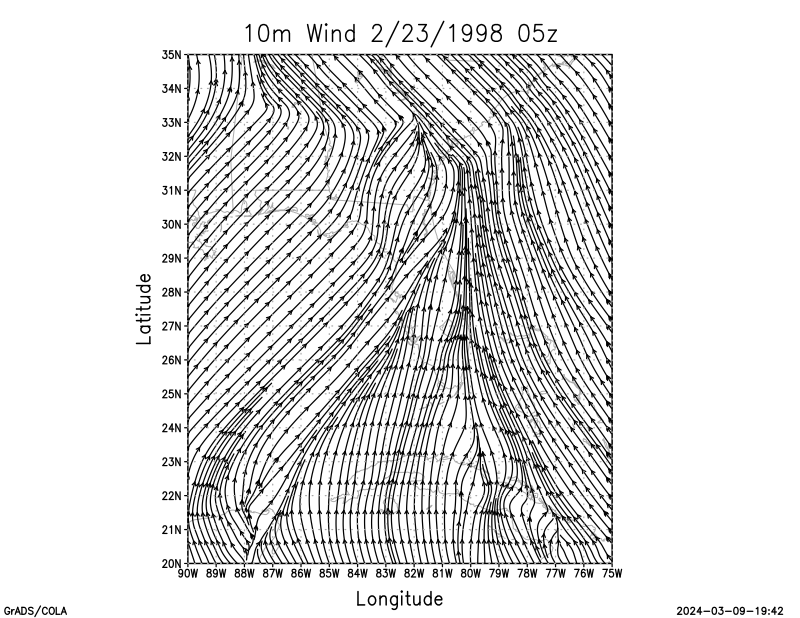 10m Wind 2/23/1998 05z
35N
34N
33N
32N
31N
30N
29N
28N
27N
26N
25N
24N
23N
22N
21N
20N
Latitude
90W 89W 88W 87W 86W 85W 84W 83W 82W 81W 80W 79W 78W 77W 76W 75W
Longitude
GrADS/COLA
2024-03-09-19:42